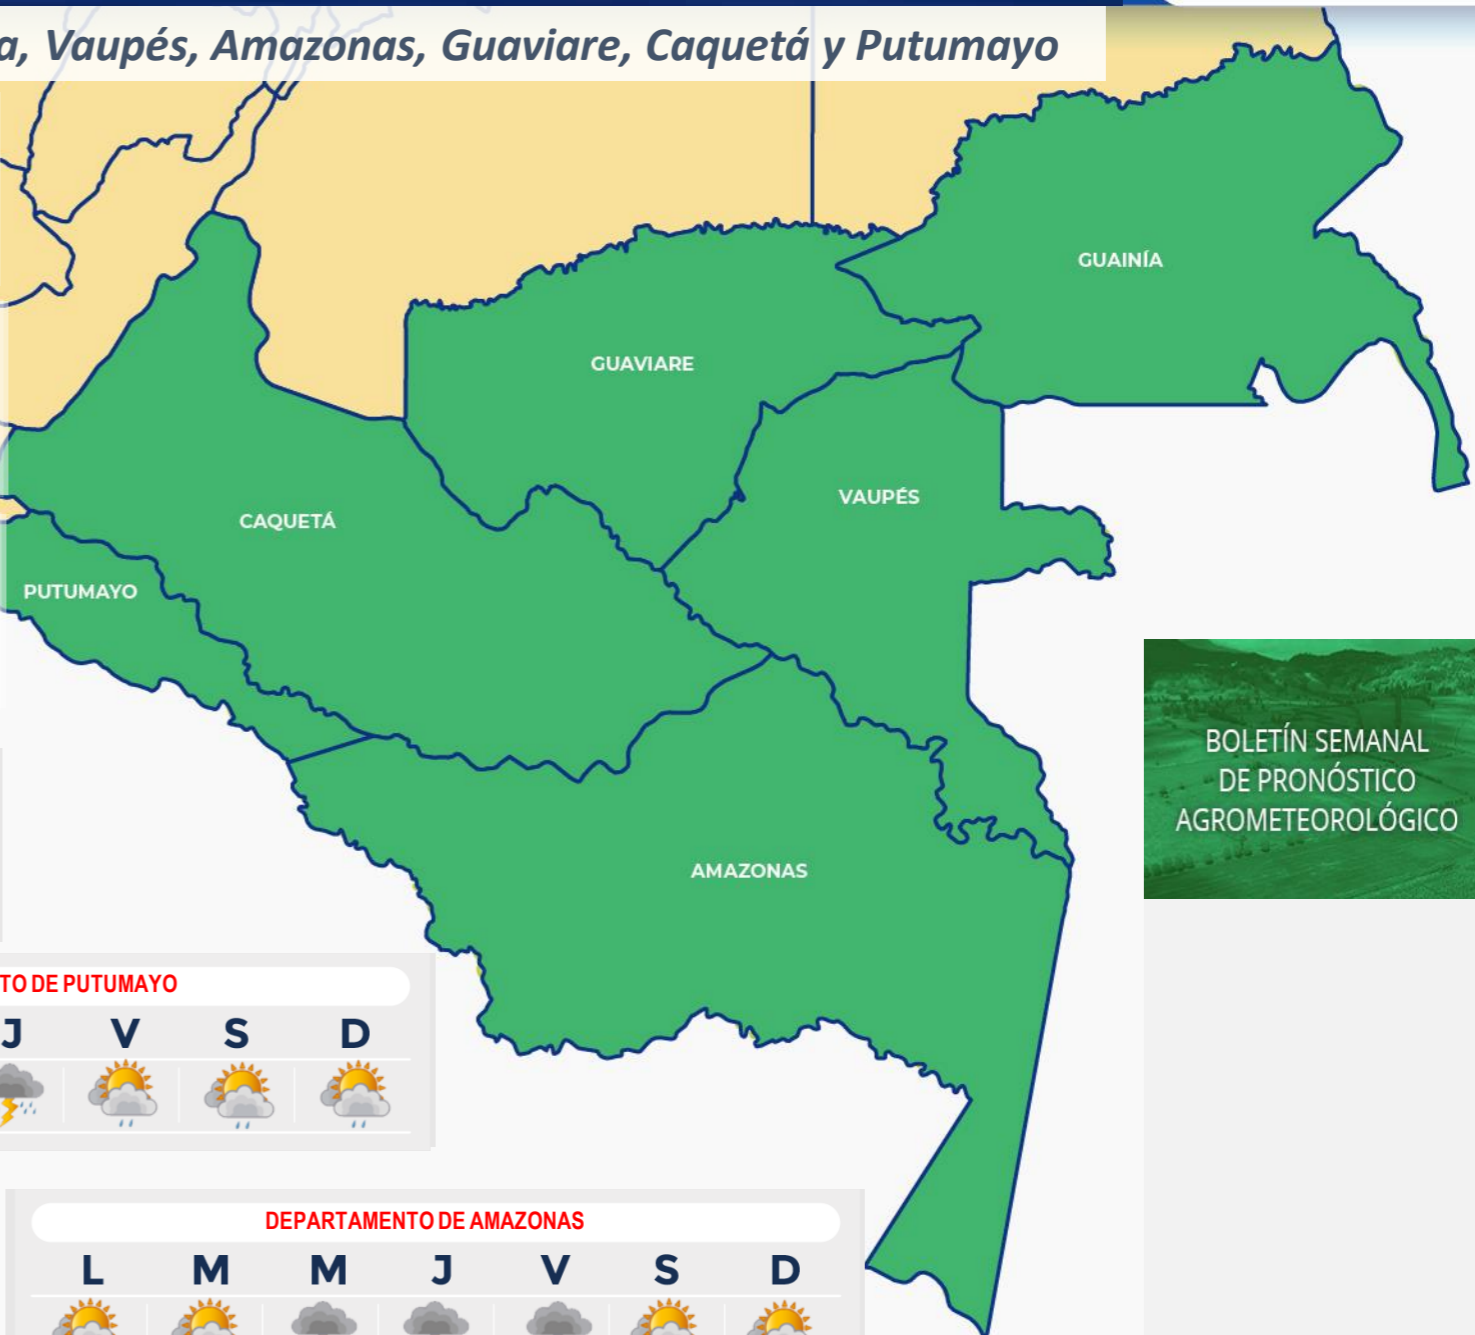 a, Vaupés, Amazonas, Guaviare, Caquetá y Putumayo
GUAINÍA
GUAVIARE
VAUPÉS
CAQUETÁ
PUTUMAYO
BOLETÍN SEMANAL
DE PRONÓSTICO
AGROMETEOROLÓGICO
AMAZONAS
TO DE PUTUMAYO
J V S D
DEPARTAMENTO DE AMAZONAS
L M M J V S D